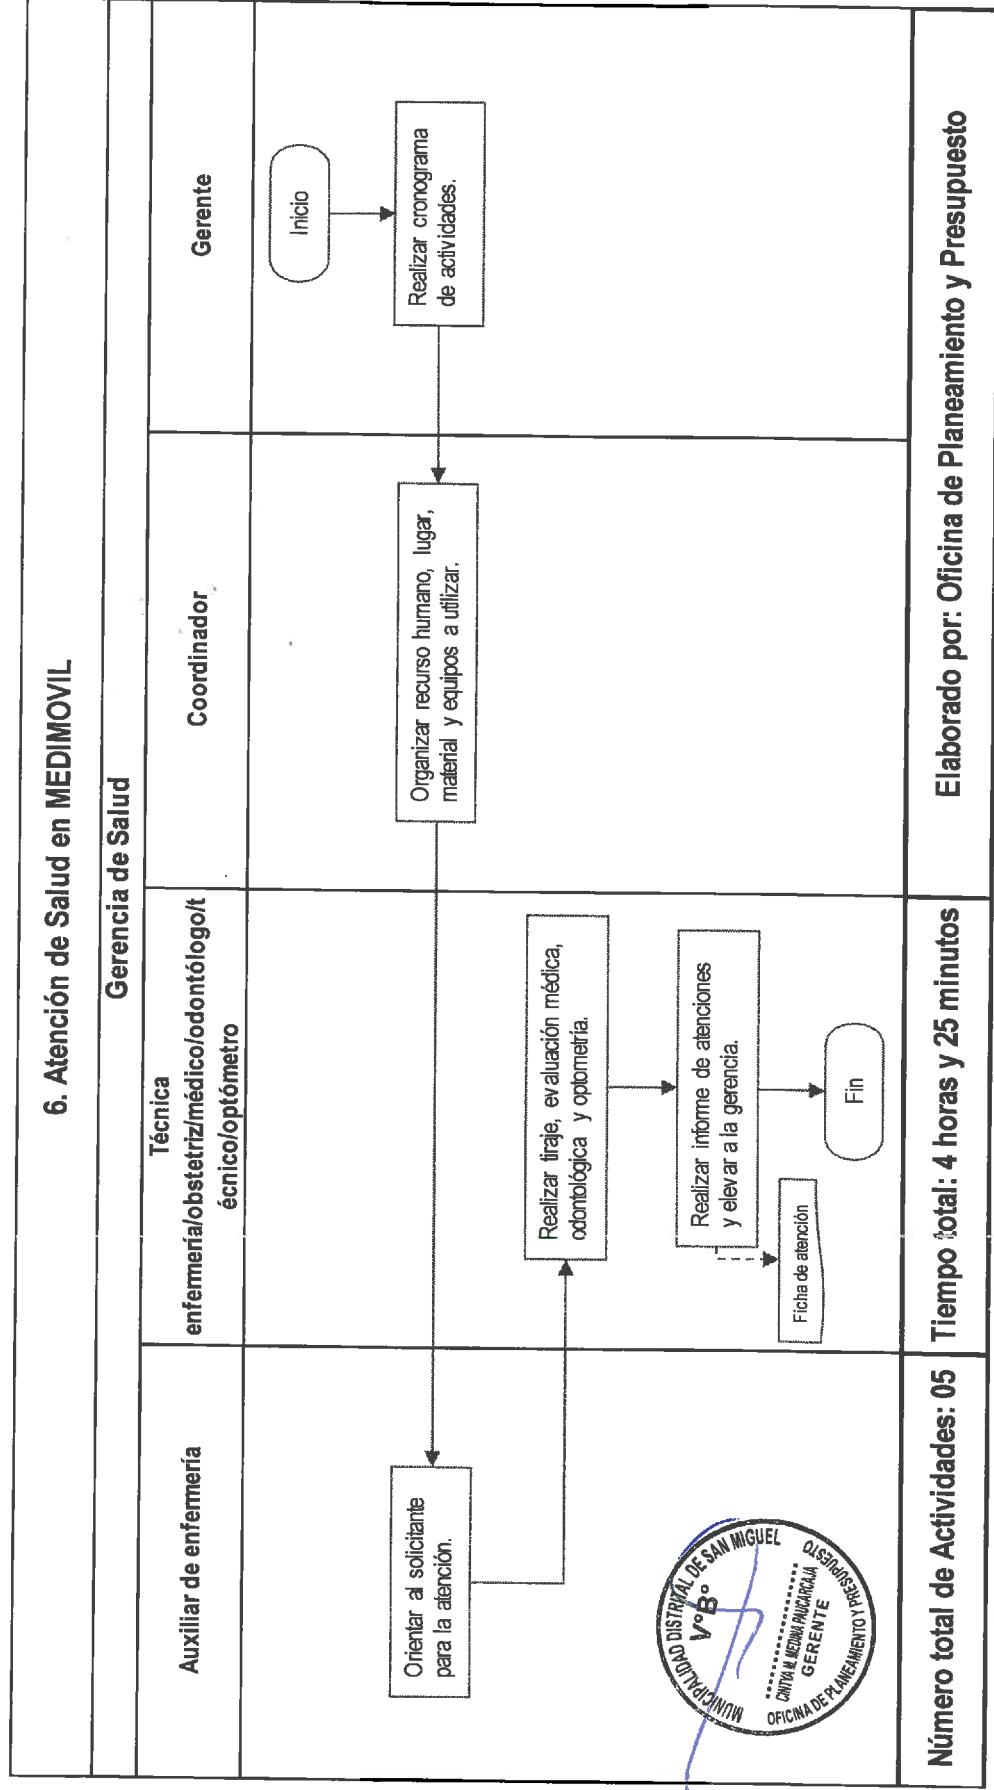 6. Atención de Salud en MEDIMOVIL
Gerencia de Salud
Auxiliar de enfermería
Técnica
enfermería/obstetriz/médico/odontólogo/t
écnico/optómetro
Coordinador
Gerente
Inicio
Realizar cronograma
de actividades.
Organizar recurso humano, lugar,
material y equipos a utilizar.
Orientar al solicitante
para la atención.
Realizar tiraje, evaluación médica,
odontológica y optometría.
Realizar informe de atenciones
y elevar a la gerencia.
Ficha de atención
Fin
MUNICIPALIDAD DISTRITAL DE SAN MIGUEL
V°B°
CINTYA M. MEDINA PAUCARCAJA
GERENTE
OFICINA DE PLANEAMIENTO Y PRESUPUESTO
Número total de Actividades: 05
Tiempo total: 4 horas y 25 minutos
Elaborado por: Oficina de Planeamiento y Presupuesto